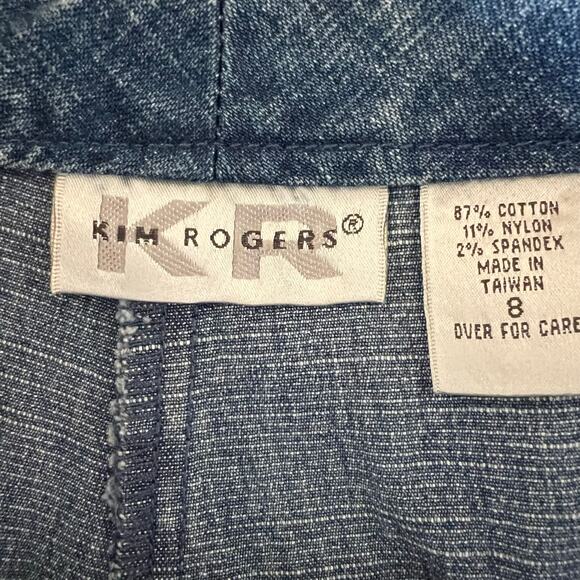 KR
KIM ROGERS®
87% COTTON
11% NYLON
2% SPANDEX
MADE IN
TAIWAN
8
OVER FOR CARE